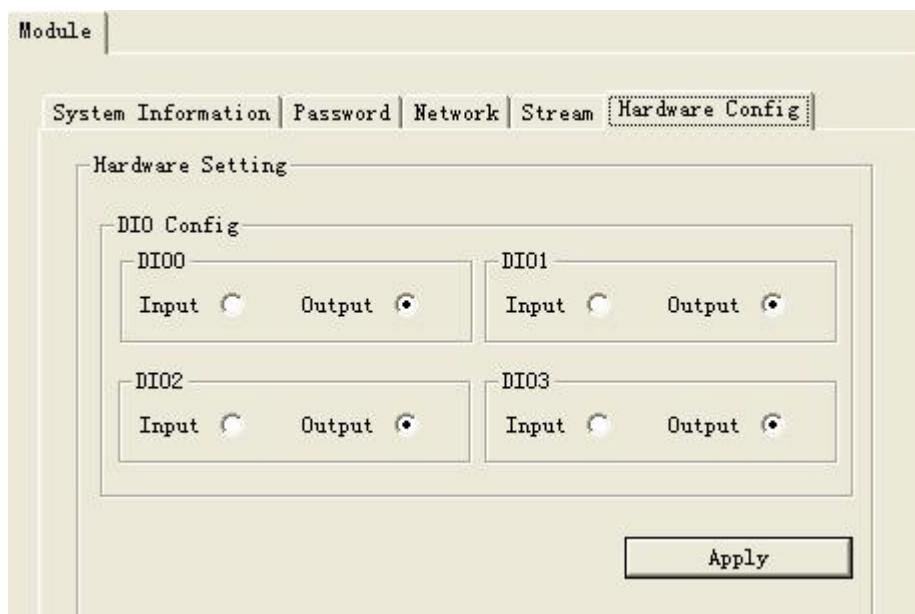 Module
System Information Password Network Stream Hardware Config
Hardware Setting
DIO Config
DIO0 DIO1
Input Output Input Output
DIO2 DIO3
Input Output Input Output
Apply